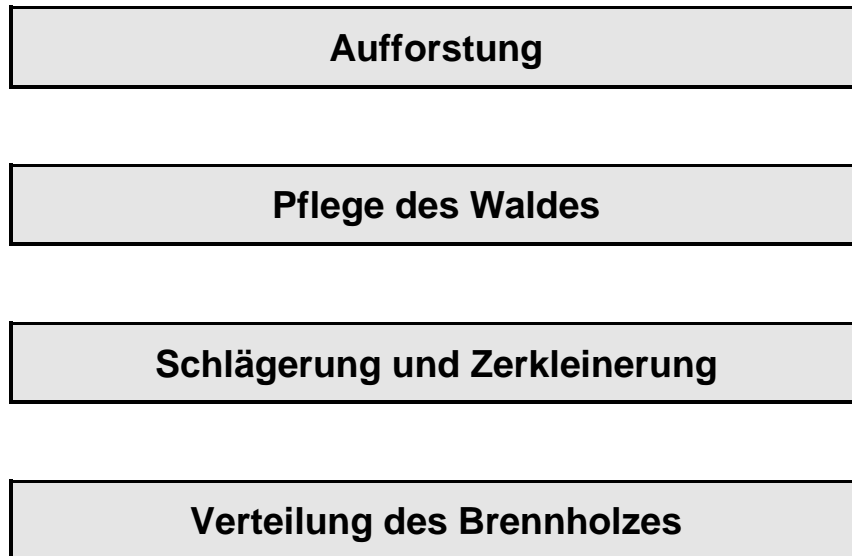 Aufforstung
Pflege des Waldes
Schlägerung und Zerkleinerung
Verteilung des Brennholzes